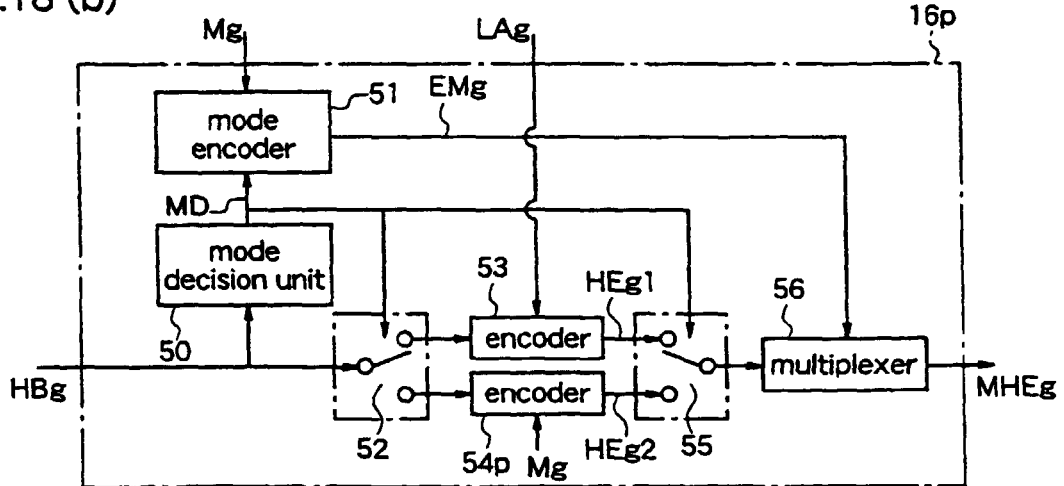 (b)
16p
Mg
LAg
EMg
51
mode
encoder
MD
mode
decision unit
50
53
HEg1
encoder
56
multiplexer
HBg
MHEg
52
encoder
54p
Mg
HEg2
55